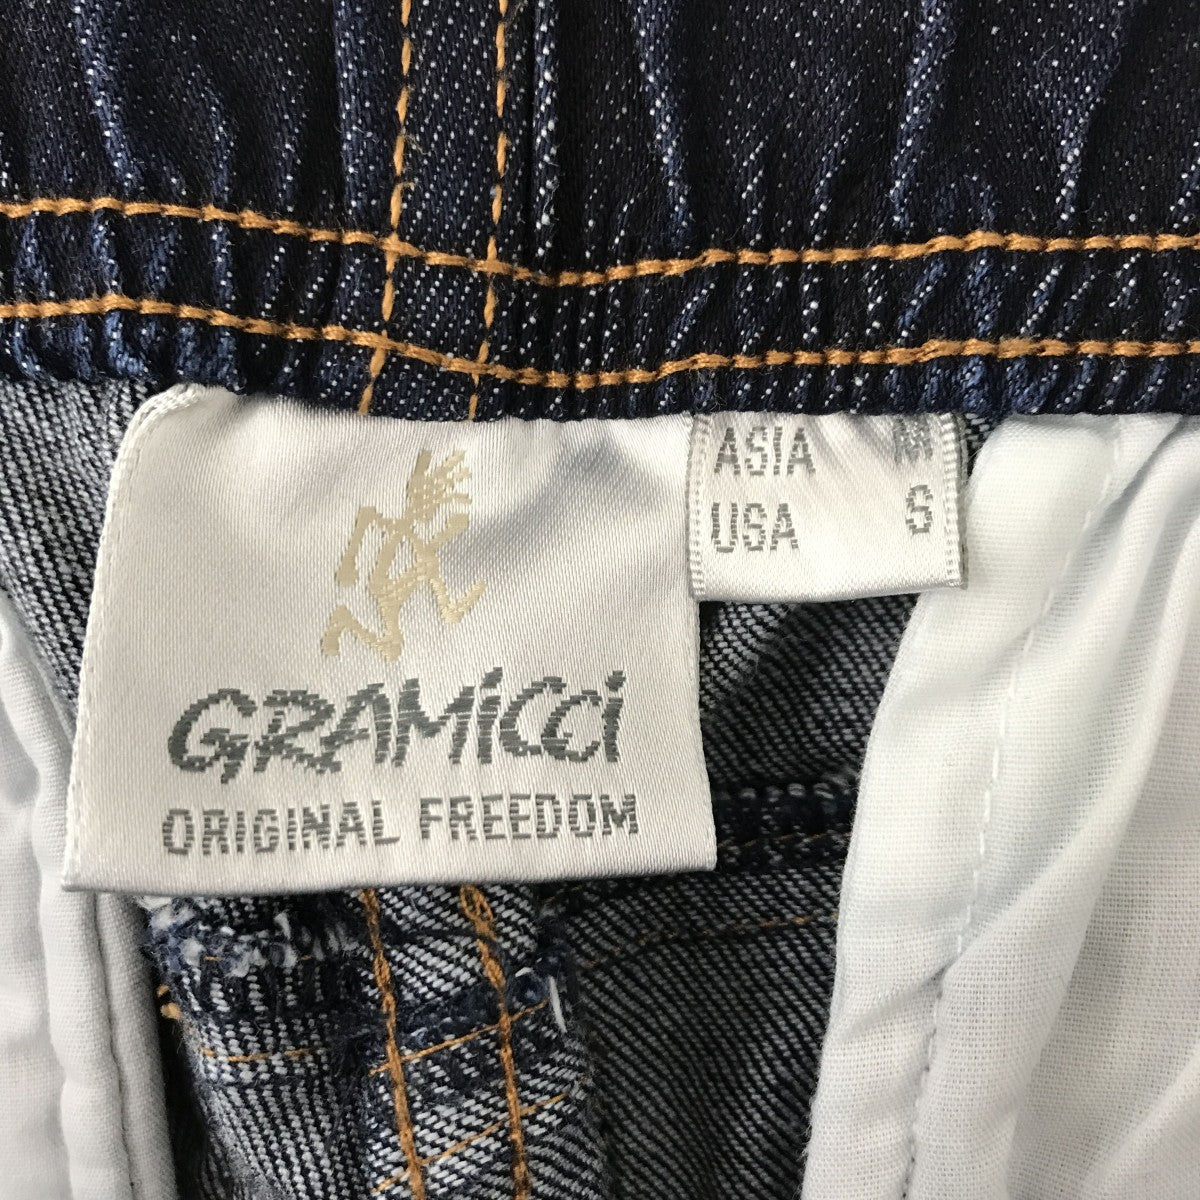 GRAMiCCi
ORIGINAL FREEDOM
ASIA M
USA S